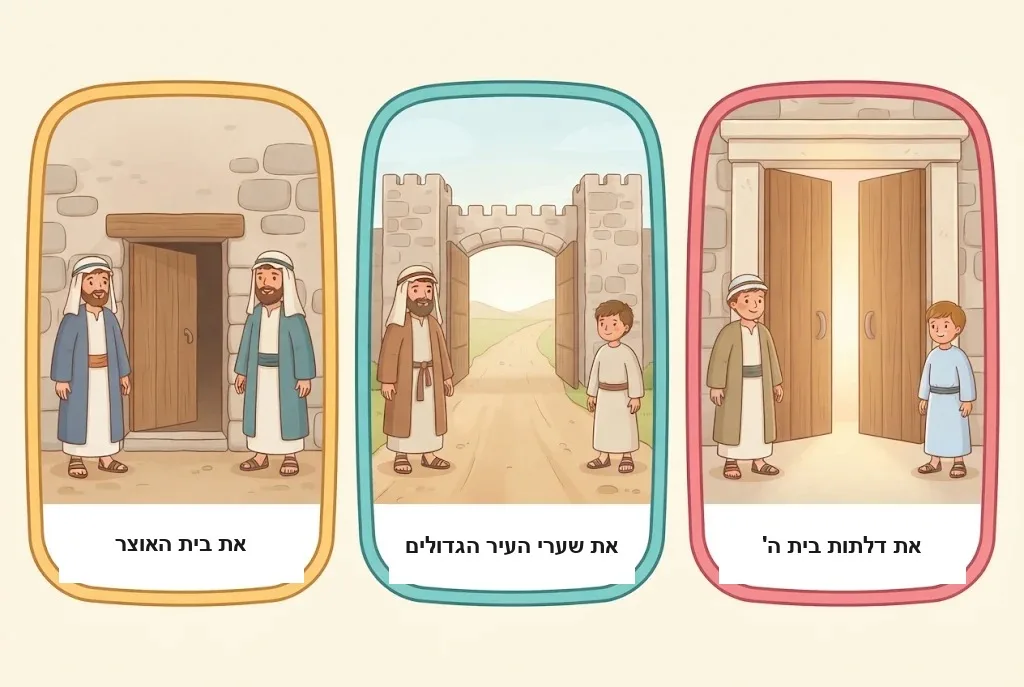 את דלתות בית ה'
את שערי העיר הגדולים
את בית האוצר